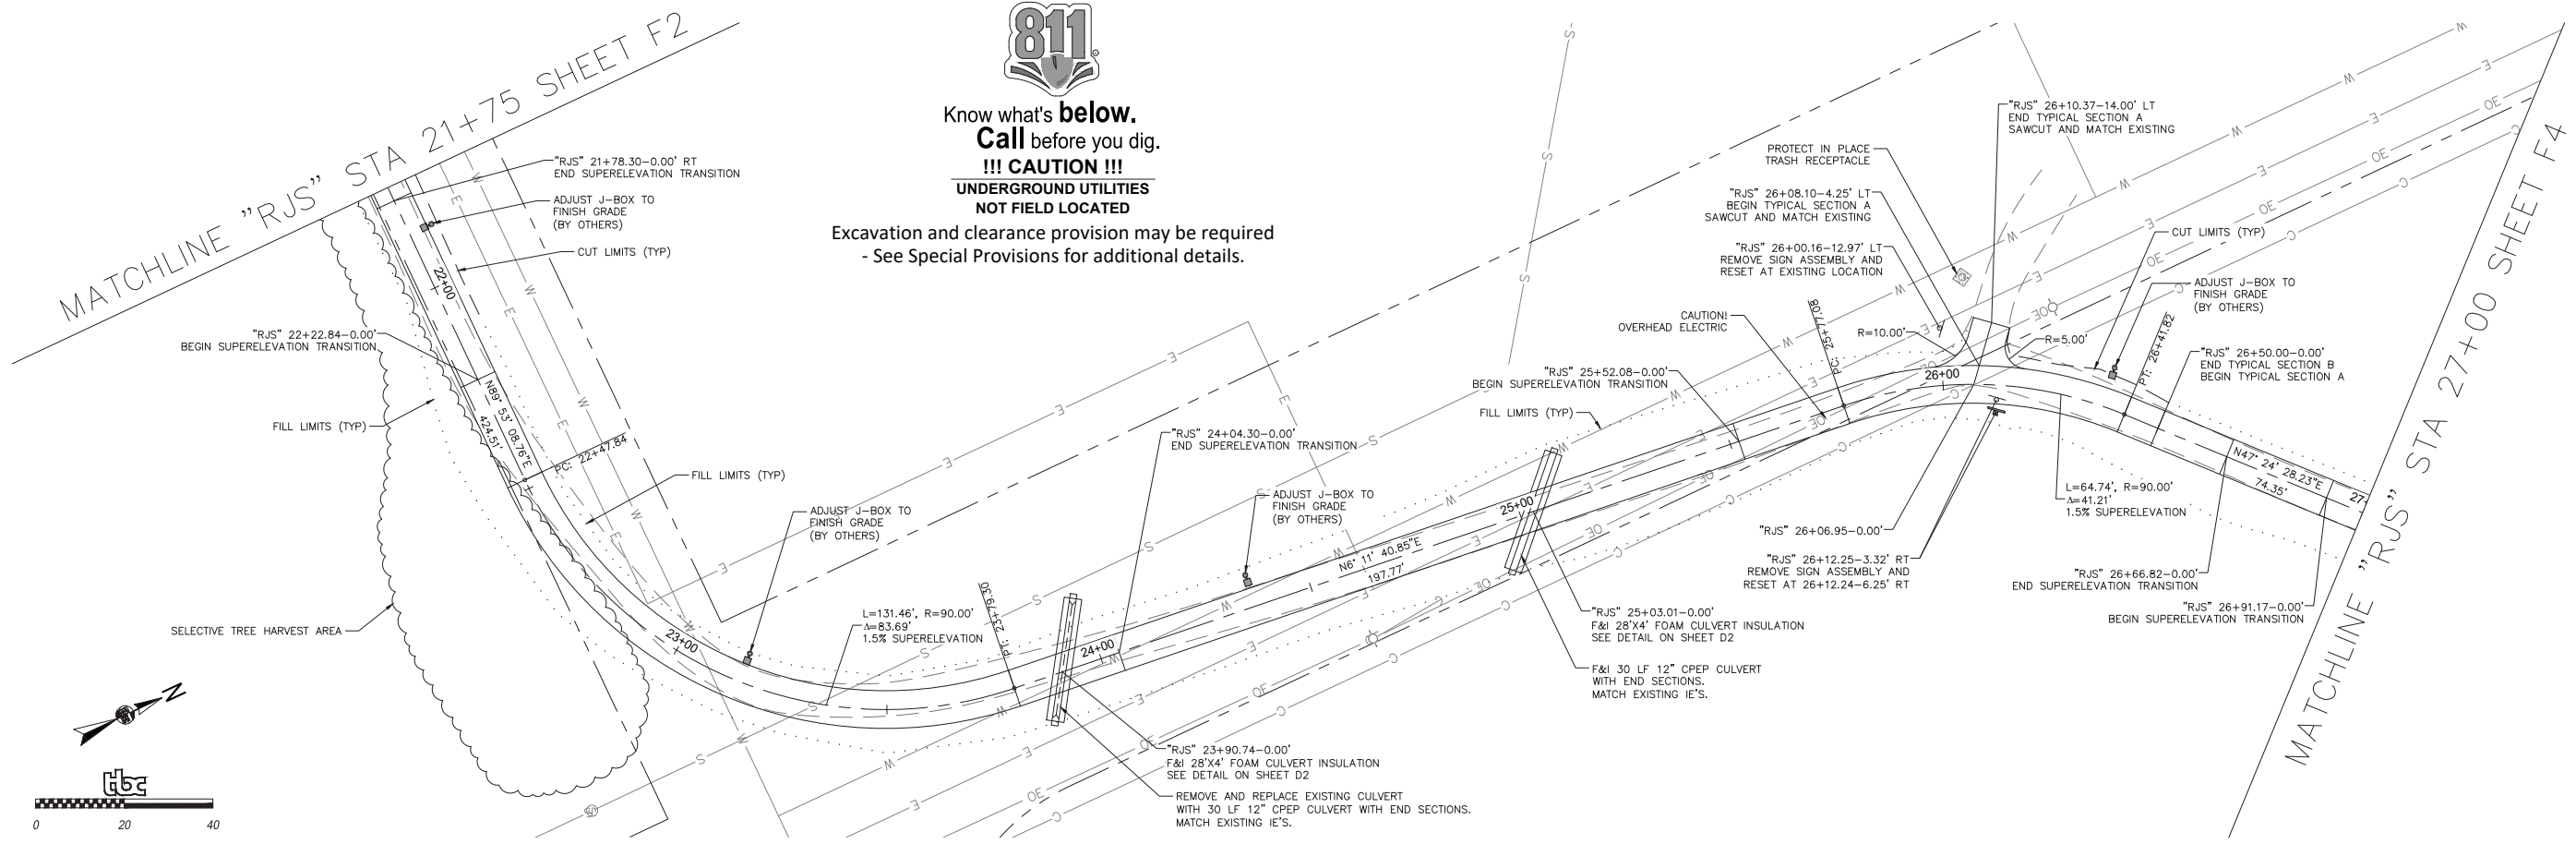 MATCHLINE "RJS" STA 21+75 SHEET F2
811
Know what's below.
Call before you dig.
!!! CAUTION !!!
UNDERGROUND UTILITIES
NOT FIELD LOCATED
Excavation and clearance provision may be required
- See Special Provisions for additional details.
"RJS" 21+78.30-0.00' RT
END SUPERELEVATION TRANSITION
ADJUST J-BOX TO
FINISH GRADE
(BY OTHERS)
CUT LIMITS (TYP)
22+00
"RJS" 22+22.84-0.00'
BEGIN SUPERELEVATION TRANSITION
N89° 53' 08.76"E
424.51'
FILL LIMITS (TYP)
PC: 22+47.84
FILL LIMITS (TYP)
ADJUST J-BOX TO
FINISH GRADE
(BY OTHERS)
SELECTIVE TREE HARVEST AREA
23+00
L=131.46', R=90.00'
Δ=83.69'
1.5% SUPERELEVATION
PT: 23+79.30
24+00
"RJS" 24+04.30-0.00'
END SUPERELEVATION TRANSITION
ADJUST J-BOX TO
FINISH GRADE
(BY OTHERS)
"RJS" 23+90.74-0.00'
F&I 28'X4' FOAM CULVERT INSULATION
SEE DETAIL ON SHEET D2
REMOVE AND REPLACE EXISTING CULVERT
WITH 30 LF 12" CPEP CULVERT WITH END SECTIONS.
MATCH EXISTING IE'S.
N6° 11' 40.85"E
197.77'
25+00
"RJS" 25+03.01-0.00'
F&I 28'X4' FOAM CULVERT INSULATION
SEE DETAIL ON SHEET D2
F&I 30 LF 12" CPEP CULVERT
WITH END SECTIONS.
MATCH EXISTING IE'S.
FILL LIMITS (TYP)
"RJS" 25+52.08-0.00'
BEGIN SUPERELEVATION TRANSITION
CAUTION!
OVERHEAD ELECTRIC
PC: 25+77.08
"RJS" 26+00.16-12.97' LT
REMOVE SIGN ASSEMBLY AND
RESET AT EXISTING LOCATION
"RJS" 26+08.10-4.25' LT
BEGIN TYPICAL SECTION A
SAWCUT AND MATCH EXISTING
PROTECT IN PLACE
TRASH RECEPTACLE
"RJS" 26+10.37-14.00' LT
END TYPICAL SECTION A
SAWCUT AND MATCH EXISTING
R=10.00'
R=5.00'
26+00
CUT LIMITS (TYP)
ADJUST J-BOX TO
FINISH GRADE
(BY OTHERS)
PT: 26+41.82
"RJS" 26+50.00-0.00'
END TYPICAL SECTION B
BEGIN TYPICAL SECTION A
"RJS" 26+06.95-0.00'
"RJS" 26+12.25-3.32' RT
REMOVE SIGN ASSEMBLY AND
RESET AT 26+12.24-6.25' RT
L=64.74', R=90.00'
Δ=41.21'
1.5% SUPERELEVATION
N47° 24' 28.23"E
74.35'
27+
"RJS" 26+66.82-0.00'
END SUPERELEVATION TRANSITION
"RJS" 26+91.17-0.00'
BEGIN SUPERELEVATION TRANSITION
MATCHLINE "RJS" STA 27+00 SHEET F4
N
tbc
0 20 40